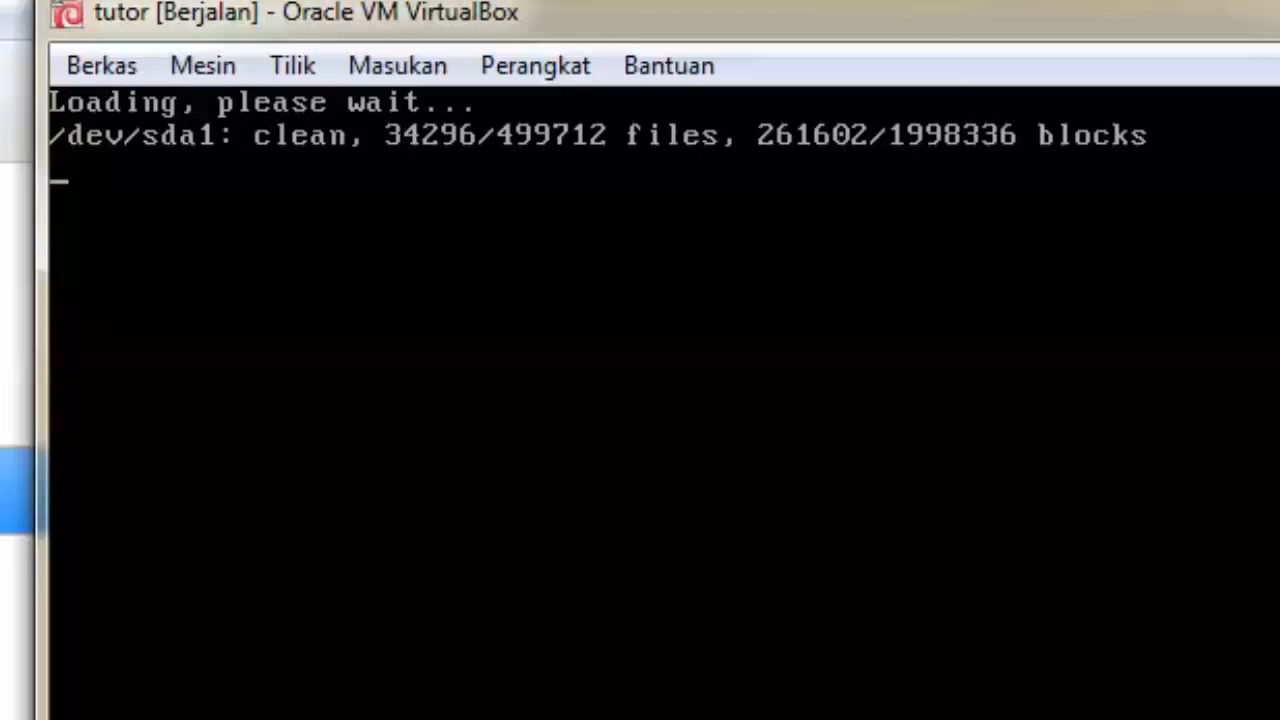 tutor [Berjalan] - Oracle VM VirtualBox
Berkas Mesin Tilik Masukan Perangkat Bantuan
Loading, please wait...
/dev/sda1: clean, 34296/499712 files, 261602/1998336 blocks
_